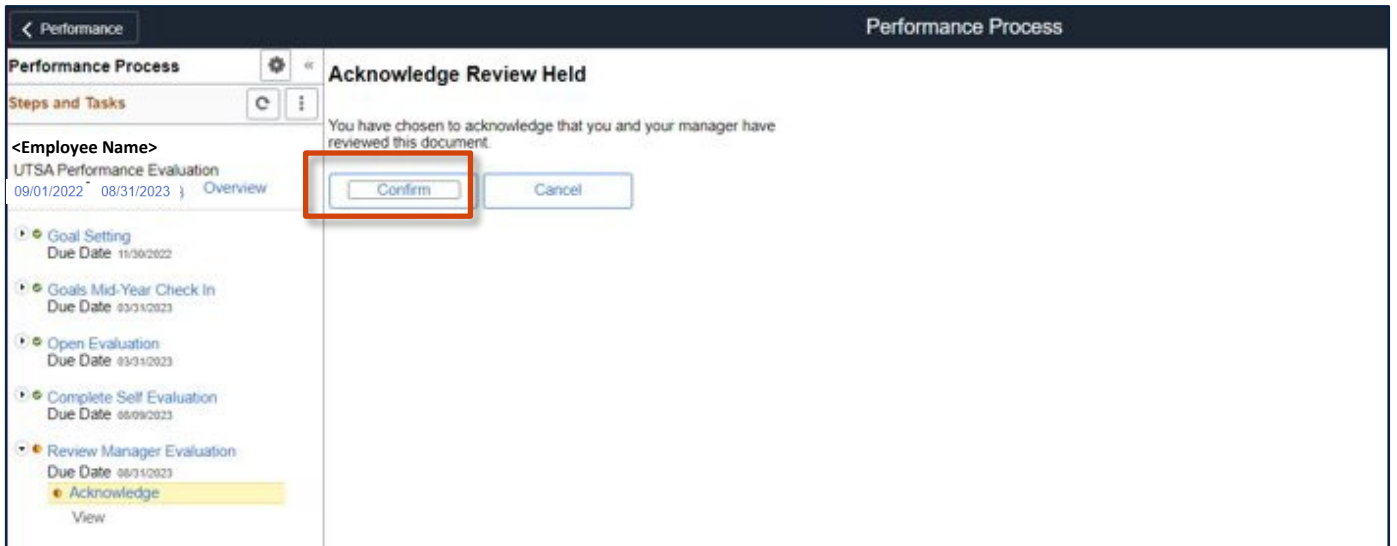 Performance
Performance Process
Performance Process
Steps and Tasks
<Employee Name>
UTSA Performance Evaluation
09/01/2022 - 08/31/2023
Overview
Goal Setting
Due Date 11/30/2022
Goals Mid-Year Check In
Due Date 03/31/2023
Open Evaluation
Due Date 03/31/2023
Complete Self Evaluation
Due Date 08/09/2023
Review Manager Evaluation
Due Date 08/31/2023
Acknowledge
View
Acknowledge Review Held
You have chosen to acknowledge that you and your manager have
reviewed this document.
Confirm
Cancel